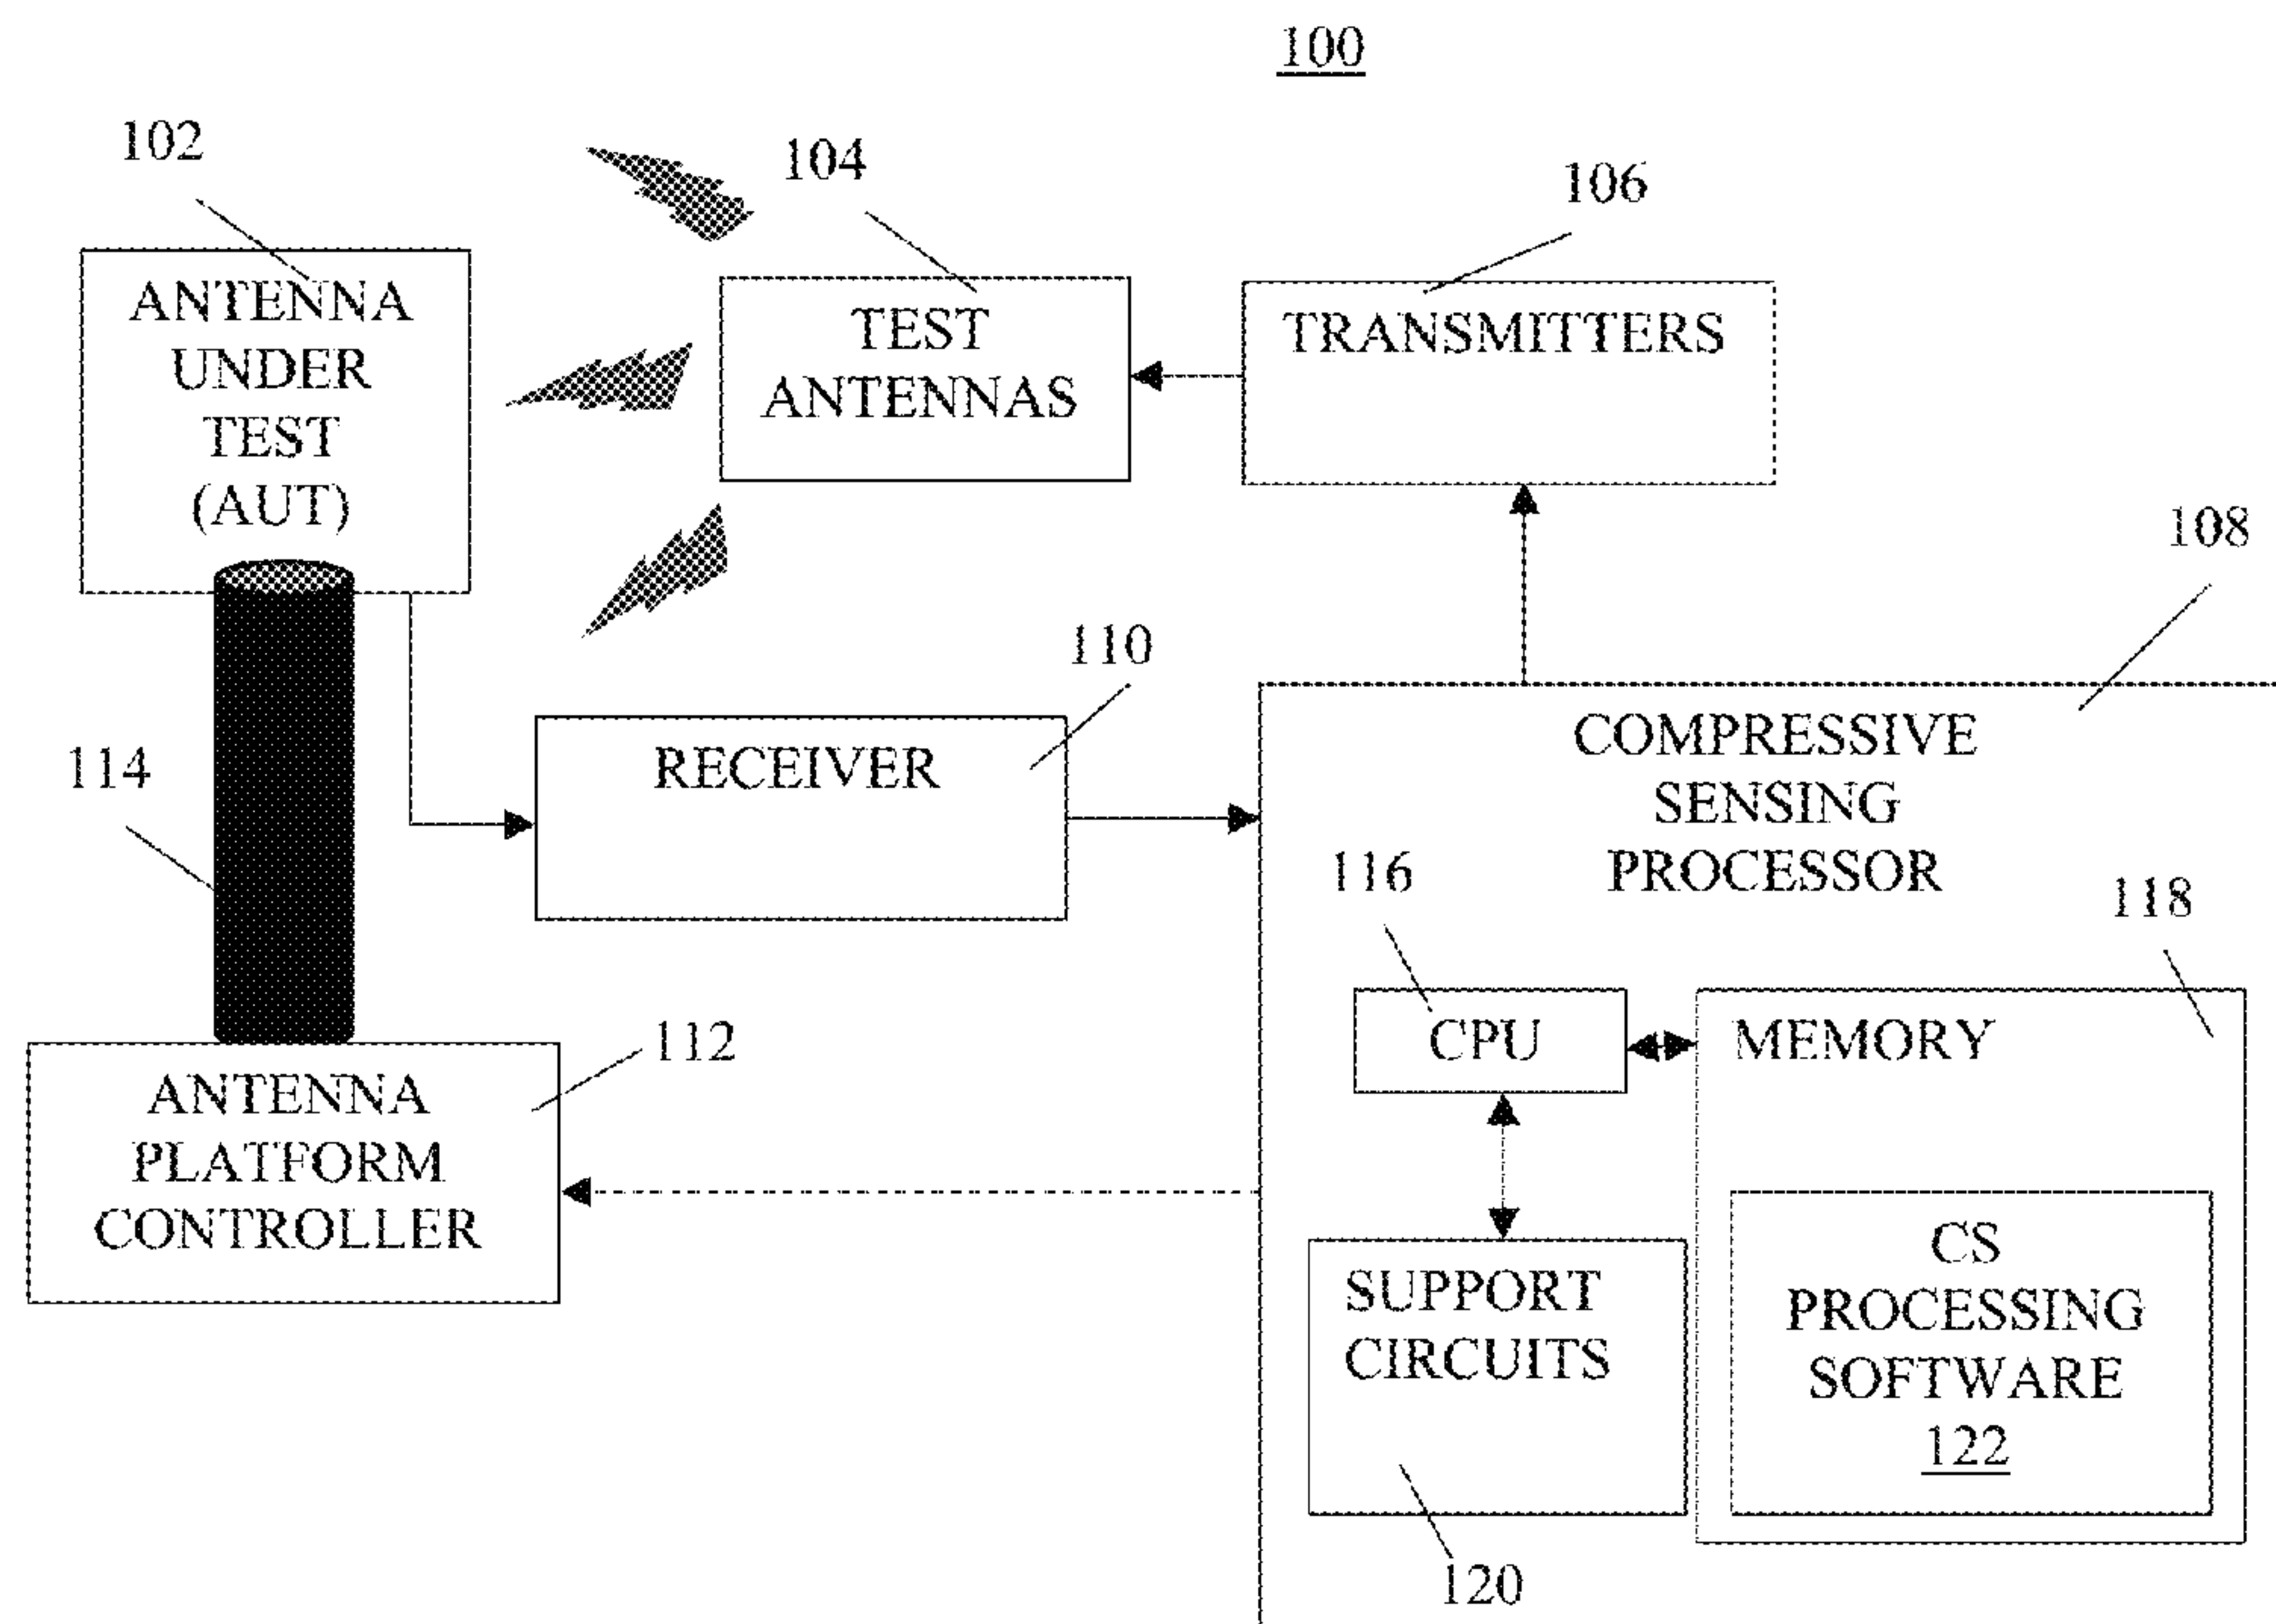 100
102
104
106
ANTENNA
UNDER
TEST
(AUT)
TEST
ANTENNAS
TRANSMITTERS
108
110
RECEIVER
114
COMPRESSIVE
SENSING
PROCESSOR
116
118
CPU
MEMORY
112
ANTENNA
PLATFORM
CONTROLLER
SUPPORT
CIRCUITS
CS
PROCESSING
SOFTWARE
122
120